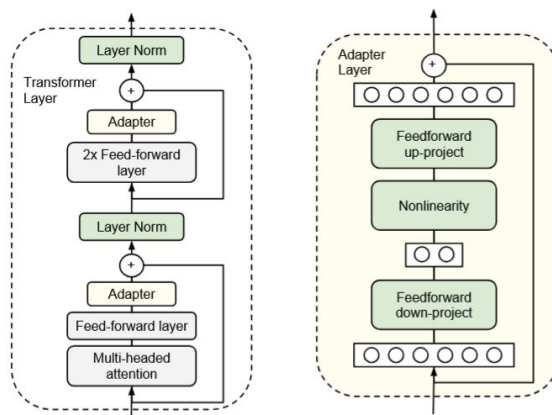 Layer Norm
Transformer
Layer
+
Adapter
2x Feed-forward
layer
Layer Norm
+
Adapter
Feed-forward layer
Multi-headed
attention
Adapter
Layer
+
Feedforward
up-project
Nonlinearity
Feedforward
down-project